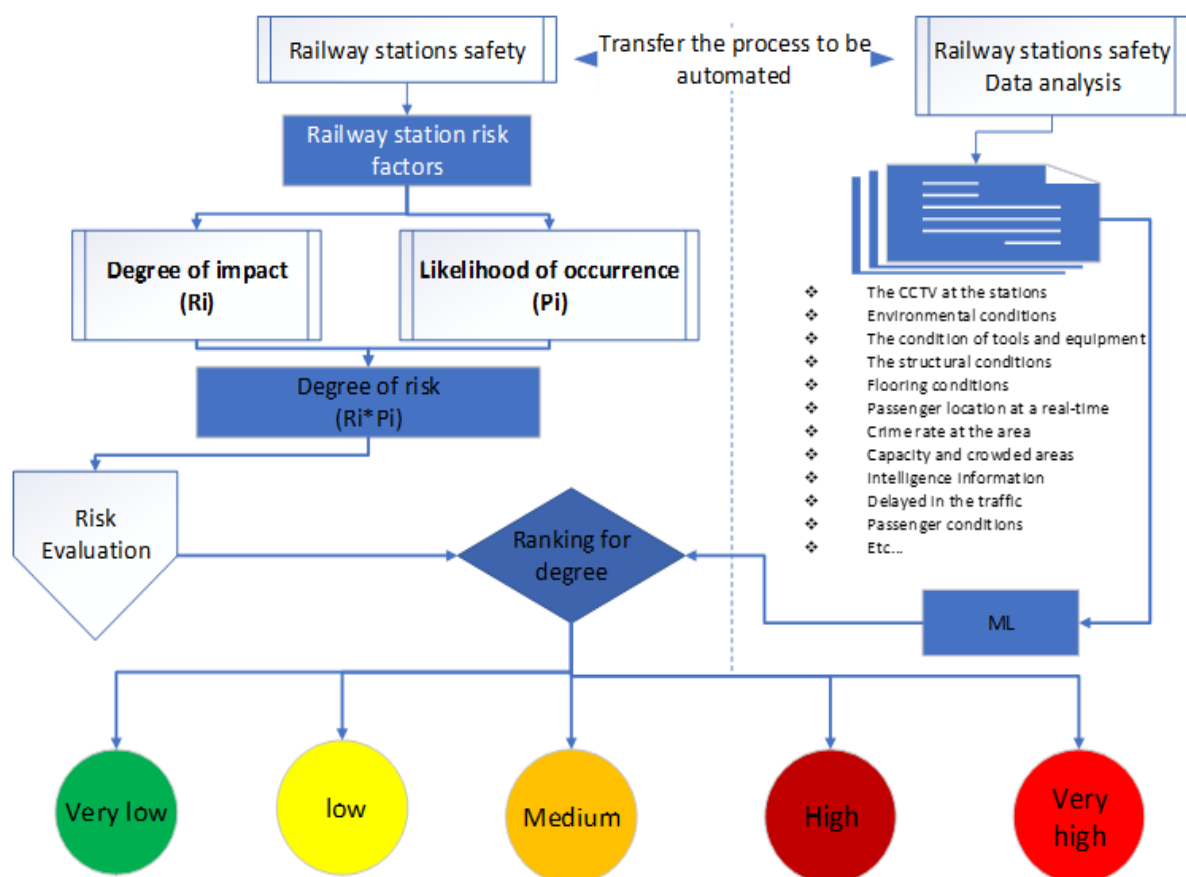 Railway stations safety
Transfer the process to be
automated
Railway stations safety
Data analysis
Railway station risk
factors
Degree of impact
(Ri)
Likelihood of occurrence
(Pi)
Degree of risk
(Ri*Pi)
Risk
Evaluation
Ranking for
degree
The CCTV at the stations
Environmental conditions
The condition of tools and equipment
The structural conditions
Flooring conditions
Passenger location at a real-time
Crime rate at the area
Capacity and crowded areas
Intelligence Information
Delayed in the traffic
Passenger conditions
Etc...
ML
Very low
low
Medium
High
Very
high